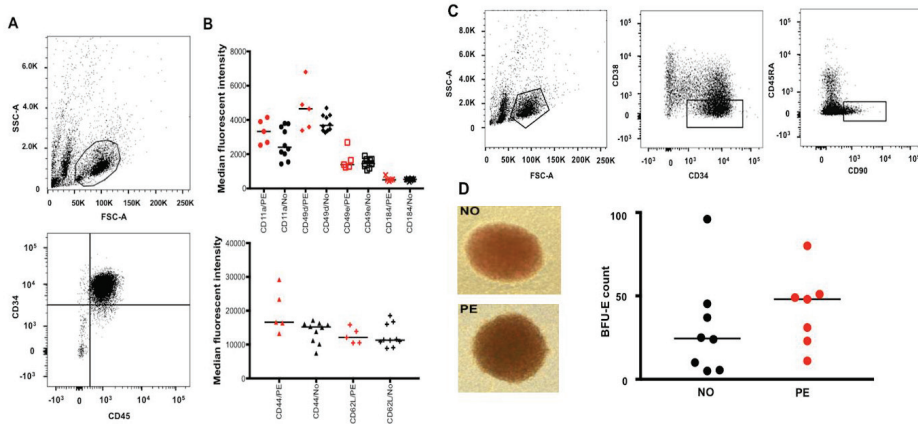 A
SSC-A
6.0K
4.0K
2.0K
0
0
50K
100K
150K
200K
250K
FSC-A
CD34
10⁵
10⁴
10³
0
-10³
-10³
0
10³
10⁴
10⁵
CD45
B
Median fluorescent intensity
8000
6000
4000
2000
0
CD11a/PE
CD11a/No
CD49d/PE
CD49d/No
CD49e/PE
CD49e/No
CD184/PE
CD184/No
Median fluorescent intensity
40000
30000
20000
10000
0
CD44/PE
CD44/No
CD62L/PE
CD62L/No
C
SSC-A
8.0K
6.0K
4.0K
2.0K
0
0
50K
100K
150K
200K
250K
FSC-A
CD38
10⁵
10⁴
10³
0
-10³
-10³
0
10³
10⁴
10⁵
CD34
CD45RA
10⁵
10⁴
10³
0
-10³
-10³
0
10³
10⁴
10⁵
CD90
D
NO
PE
BFU-E count
100
50
0
NO
PE